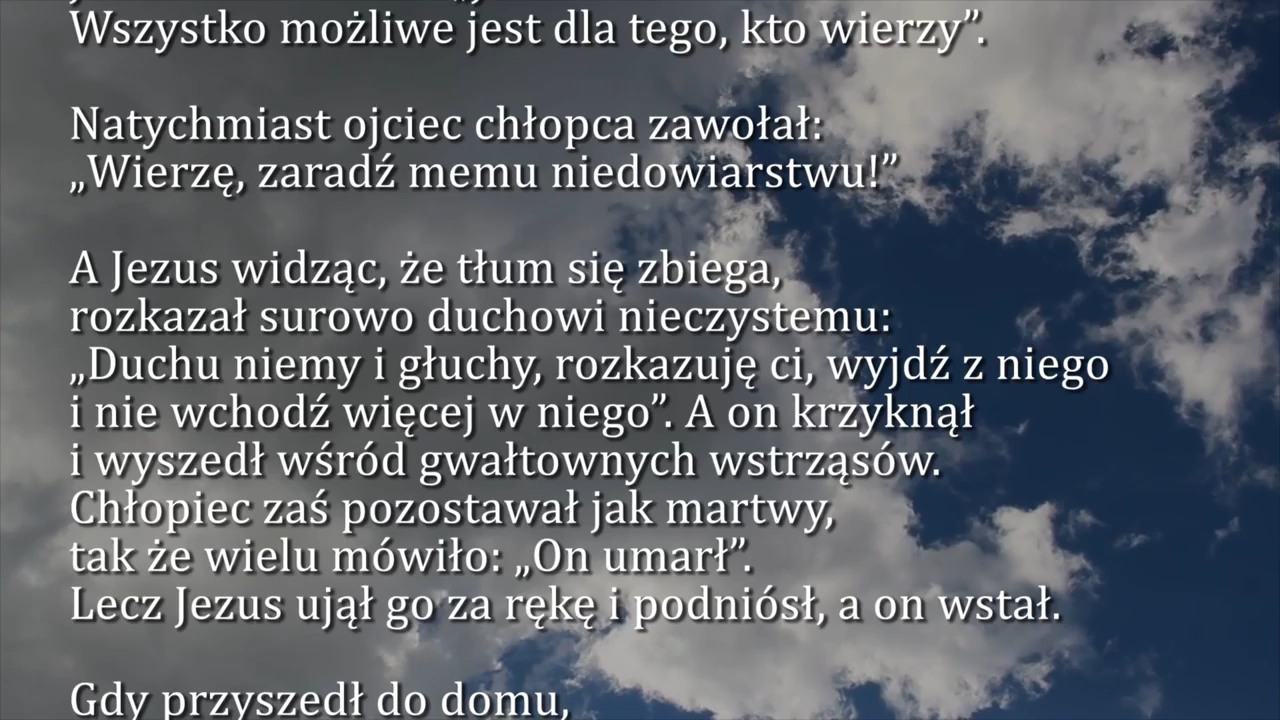 Wszystko możliwe jest dla tego, kto wierzy”.
Natychmiast ojciec chłopca zawołał:
„Wierzę, zaradź memu niedowiarstwu!”
A Jezus widząc, że tłum się zbiega,
rozkazał surowo duchowi nieczystemu:
„Duchu niemy i głuchy, rozkazuję ci, wyjdź z niego
i nie wchodź więcej w niego”. A on krzyknął
i wyszedł wśród gwałtownych wstrząsów.
Chłopiec zaś pozostawał jak martwy,
tak że wielu mówiło: „On umarł”.
Lecz Jezus ujął go za rękę i podniósł, a on wstał.
Gdy przyszedł do domu,